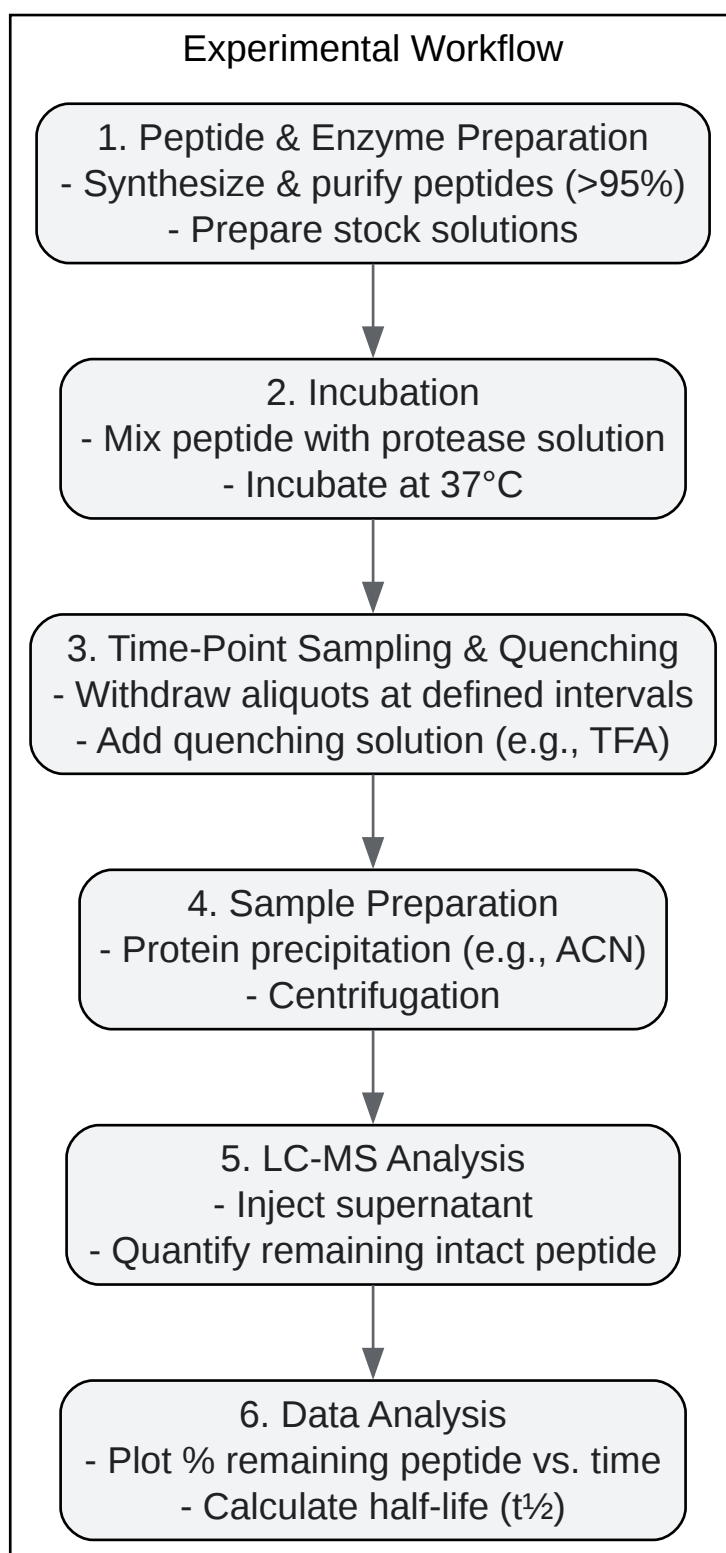 Experimental Workflow
1. Peptide & Enzyme Preparation
- Synthesize & purify peptides (>95%)
- Prepare stock solutions
2. Incubation
- Mix peptide with protease solution
- Incubate at 37°C
3. Time-Point Sampling & Quenching
- Withdraw aliquots at defined intervals
- Add quenching solution (e.g., TFA)
4. Sample Preparation
- Protein precipitation (e.g., ACN)
- Centrifugation
5. LC-MS Analysis
- Inject supernatant
- Quantify remaining intact peptide
6. Data Analysis
- Plot % remaining peptide vs. time
- Calculate half-life (t½)